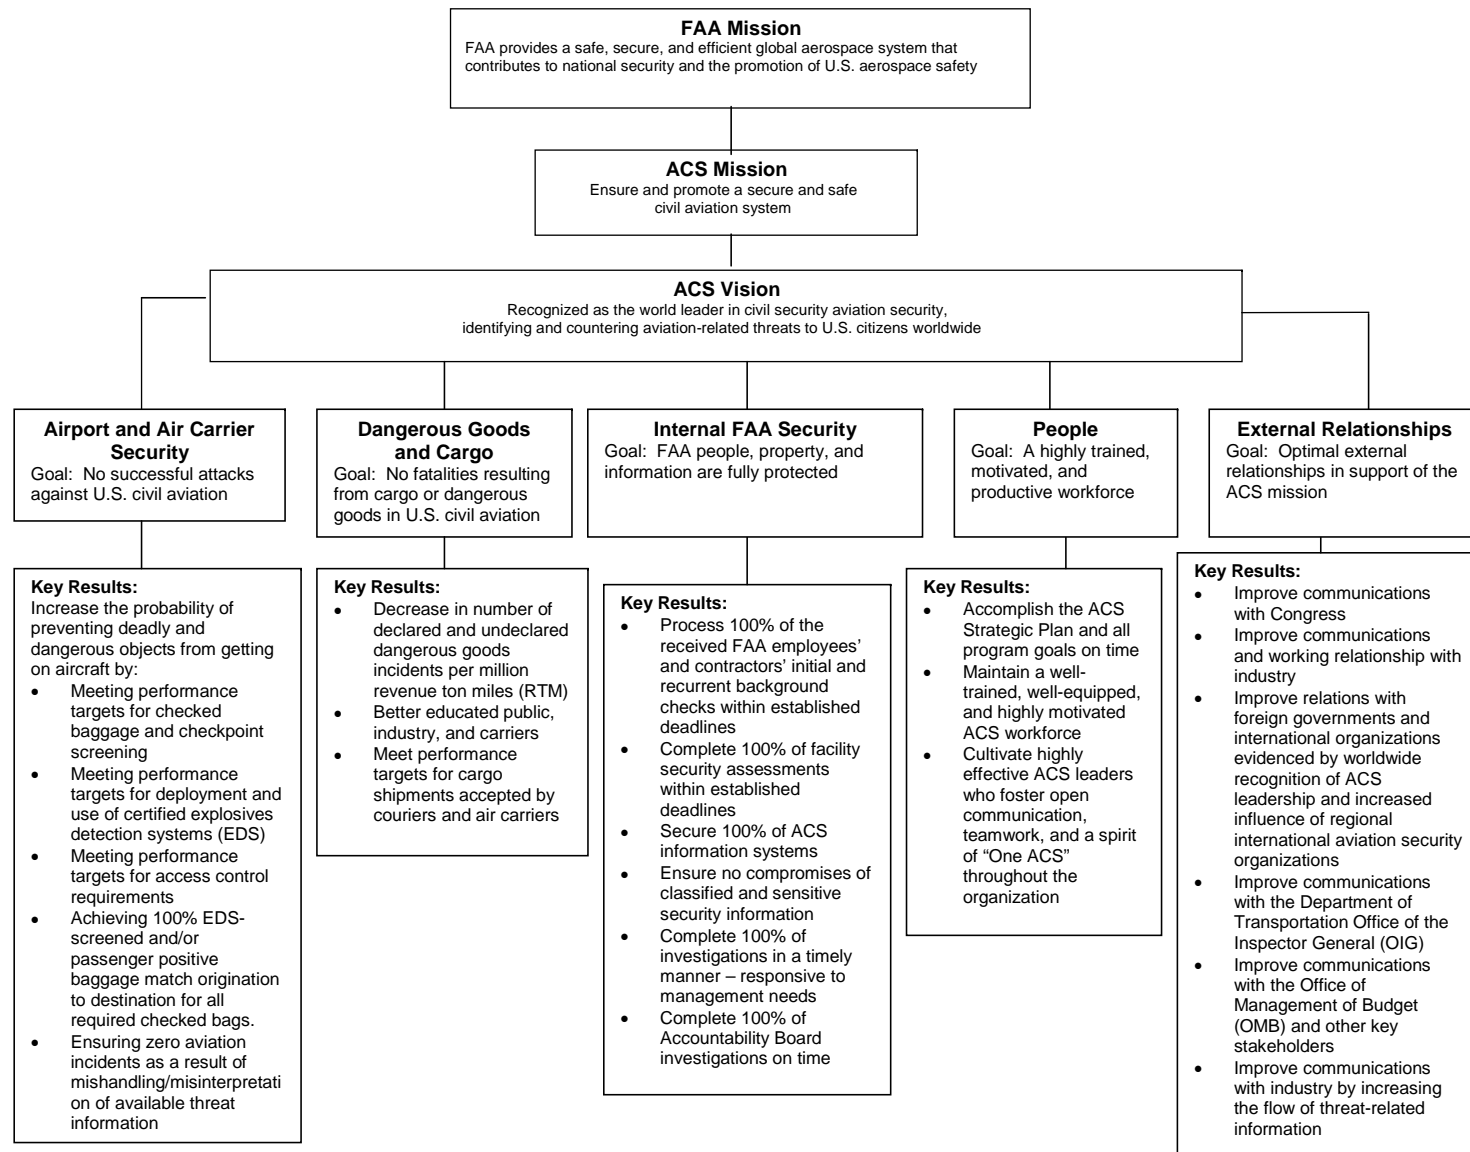 FAA Mission
FAA provides a safe, secure, and efficient global aerospace system that
contributes to national security and the promotion of U.S. aerospace safety
ACS Mission
Ensure and promote a secure and safe
civil aviation system
ACS Vision
Recognized as the world leader in civil security aviation security,
identifying and countering aviation-related threats to U.S. citizens worldwide
Airport and Air Carrier
Security
Goal:  No successful attacks
against U.S. civil aviation
Dangerous Goods
and Cargo
Goal:  No fatalities resulting
from cargo or dangerous
goods in U.S. civil aviation
Internal FAA Security
Goal:  FAA people, property, and
information are fully protected
People
Goal:  A highly trained,
motivated, and
productive workforce
External Relationships
Goal:  Optimal external
relationships in support of the
ACS mission
Key Results:
Increase the probability of
preventing deadly and
dangerous objects from getting
on aircraft by:
• Meeting performance
targets for checked
baggage and checkpoint
screening
• Meeting performance
targets for deployment and
use of certified explosives
detection systems (EDS)
• Meeting performance
targets for access control
requirements
• Achieving 100% EDS-
screened and/or
passenger positive
baggage match origination
to destination for all
required checked bags.
• Ensuring zero aviation
incidents as a result of
mishandling/misinterpretati
on of available threat
information
Key Results:
• Decrease in number of
declared and undeclared
dangerous goods
incidents per million
revenue ton miles (RTM)
• Better educated public,
industry, and carriers
• Meet performance
targets for cargo
shipments accepted by
couriers and air carriers
Key Results:
• Process 100% of the
received FAA employees’
and contractors’ initial and
recurrent background
checks within established
deadlines
• Complete 100% of facility
security assessments
within established
deadlines
• Secure 100% of ACS
information systems
• Ensure no compromises of
classified and sensitive
security information
• Complete 100% of
investigations in a timely
manner – responsive to
management needs
• Complete 100% of
Accountability Board
investigations on time
Key Results:
• Accomplish the ACS
Strategic Plan and all
program goals on time
• Maintain a well-
trained, well-equipped,
and highly motivated
ACS workforce
• Cultivate highly
effective ACS leaders
who foster open
communication,
teamwork, and a spirit
of “One ACS”
throughout the
organization
Key Results:
• Improve communications
with Congress
• Improve communications
and working relationship with
industry
• Improve relations with
foreign governments and
international organizations
evidenced by worldwide
recognition of ACS
leadership and increased
influence of regional
international aviation security
organizations
• Improve communications
with the Department of
Transportation Office of the
Inspector General (OIG)
• Improve communications
with the Office of
Management of Budget
(OMB) and other key
stakeholders
• Improve communications
with industry by increasing
the flow of threat-related
information